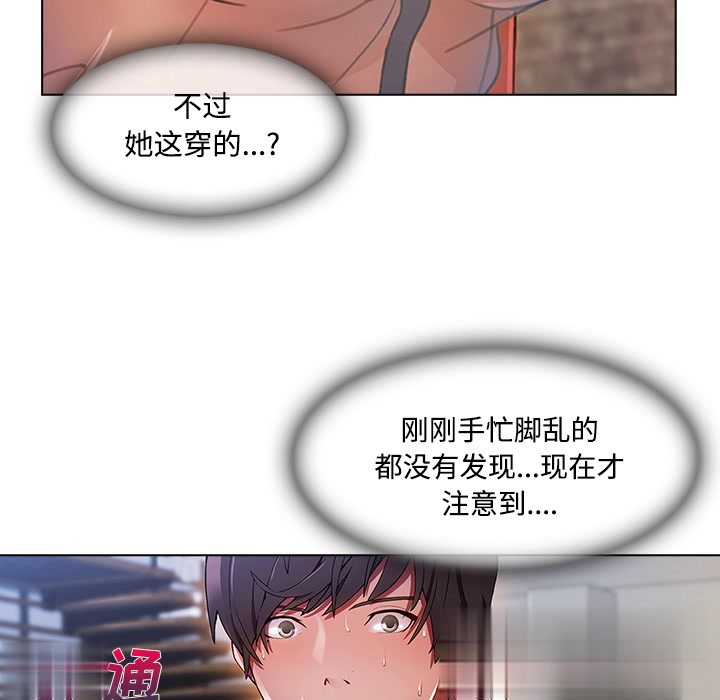 不过
她这穿的...?
刚刚手忙脚乱的
都没有发现...现在才
注意到....
通